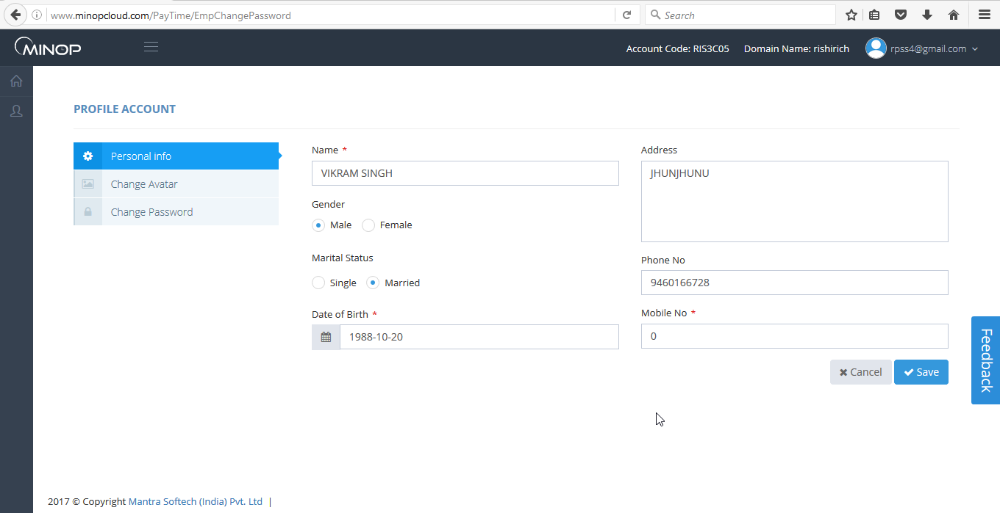 www.minopcloud.com/PayTime/EmpChangePassword
Search
MINOP
Account Code: RIS3C05
Domain Name: rishirich
rpss4@gmail.com
PROFILE ACCOUNT
Personal info
Change Avatar
Change Password
Name *
VIKRAM SINGH
Gender
Male
Female
Marital Status
Single
Married
Date of Birth *
1988-10-20
Address
JHUNJHUNU
Phone No
9460166728
Mobile No *
0
Cancel
Save
Feedback
2017 © Copyright Mantra Softech (India) Pvt. Ltd |